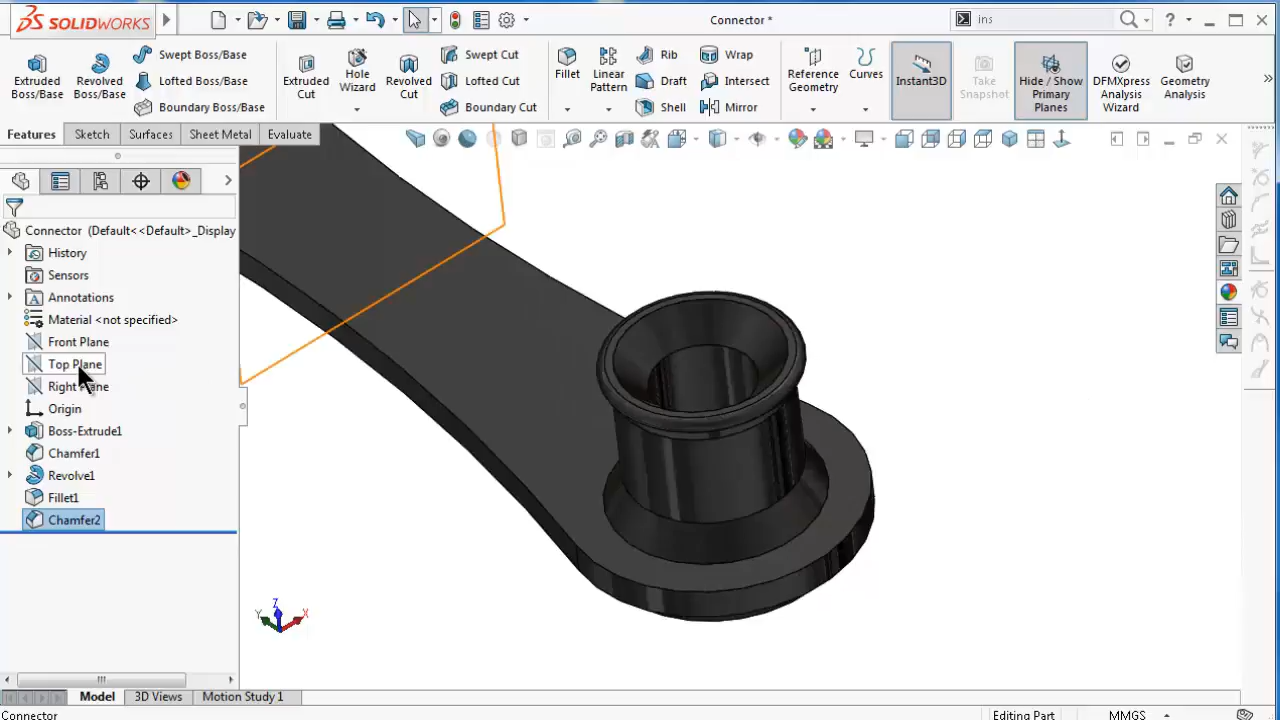 SOLIDWORKS
Connector *
ins
?
Extruded Boss/Base
Revolved Boss/Base
Swept Boss/Base
Lofted Boss/Base
Boundary Boss/Base
Extruded Cut
Hole Wizard
Revolved Cut
Swept Cut
Lofted Cut
Boundary Cut
Fillet
Linear Pattern
Rib
Draft
Shell
Wrap
Intersect
Mirror
Reference Geometry
Curves
Instant3D
Take Snapshot
Hide / Show Primary Planes
DFMXpress Analysis Wizard
Geometry Analysis
Features
Sketch
Surfaces
Sheet Metal
Evaluate
Connector (Default<<Default>_Display
History
Sensors
Annotations
Material <not specified>
Front Plane
Top Plane
Right Plane
Origin
Boss-Extrude1
Chamfer1
Revolve1
Fillet1
Chamfer2
Z
Y
X
Model
3D Views
Motion Study 1
Connector
Editing Part
MMGS